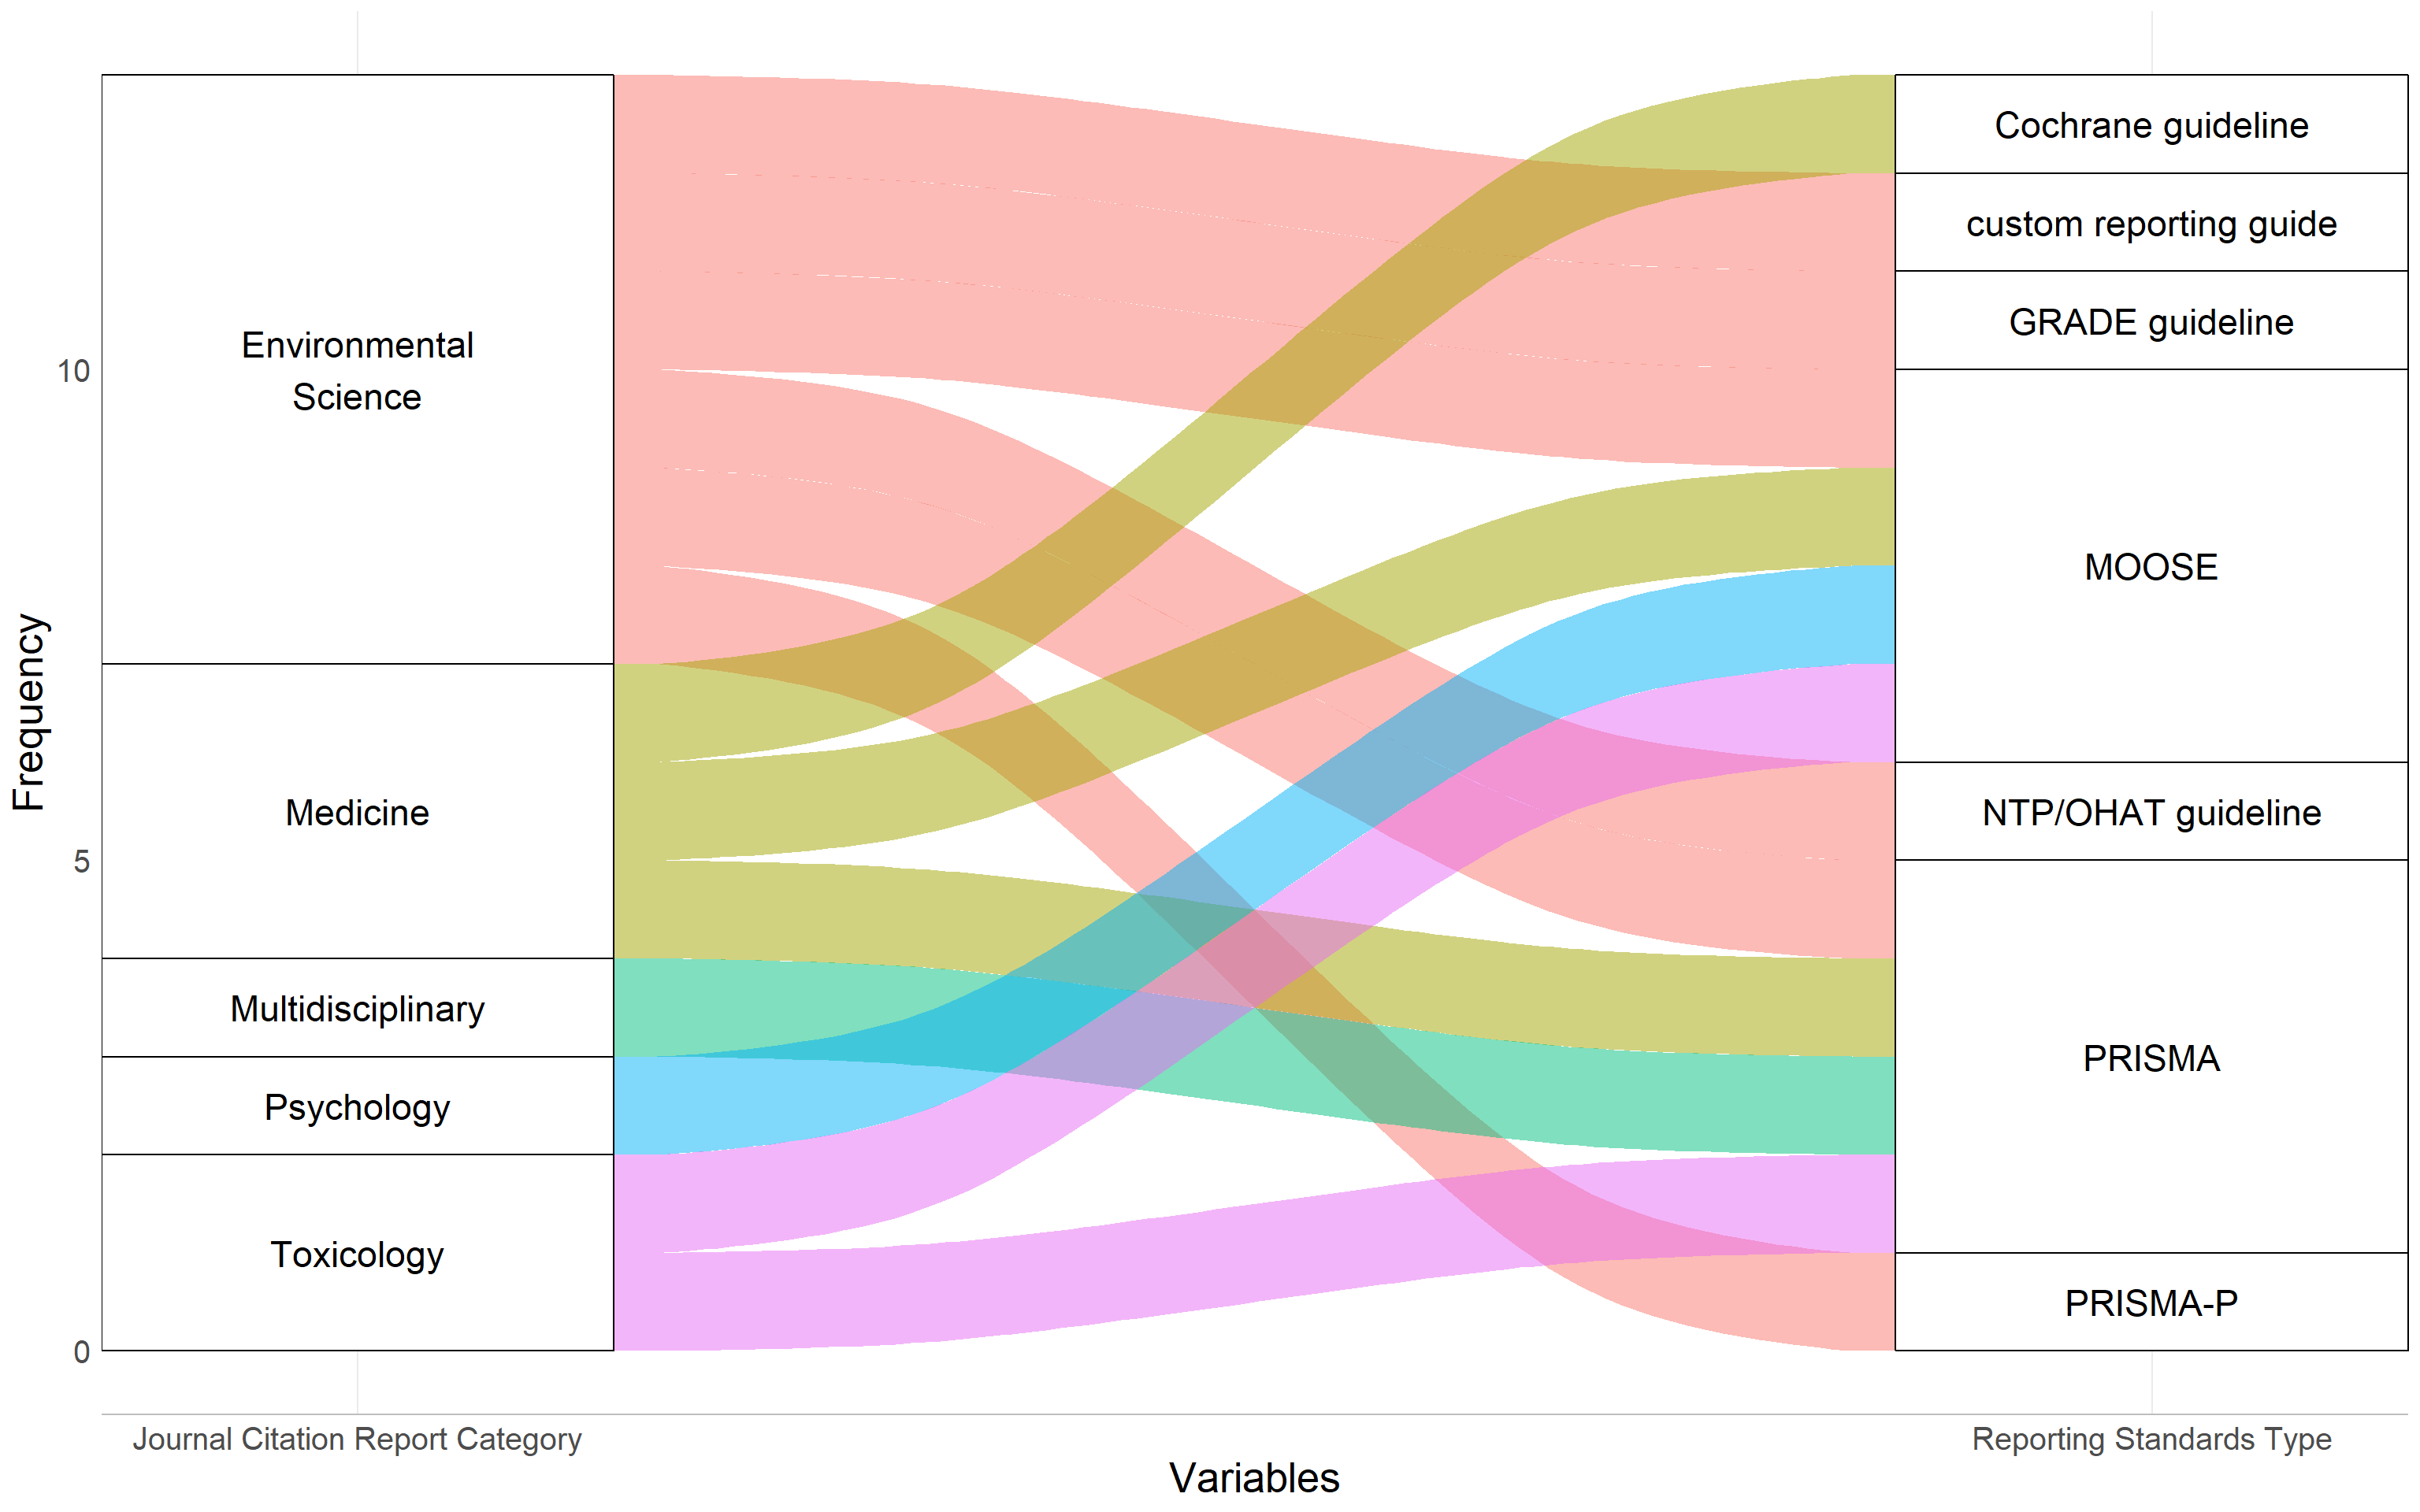 Cochrane guideline
custom reporting guide
GRADE guideline
Environmental
Science
10
MOOSE
Frequency
Medicine
NTP/OHAT guideline
5
Multidisciplinary
PRISMA
Psychology
Toxicology
PRISMA-P
0
Journal Citation Report Category
Reporting Standards Type
Variables